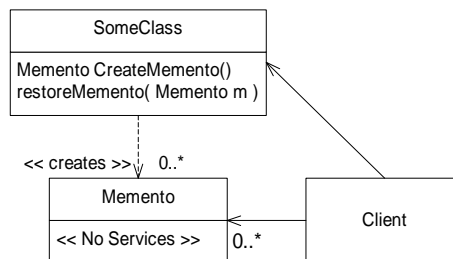 SomeClass
Memento CreateMemento()
restoreMemento( Memento m )
<< creates >> 0..*
Memento
<< No Services >>
0..*
Client